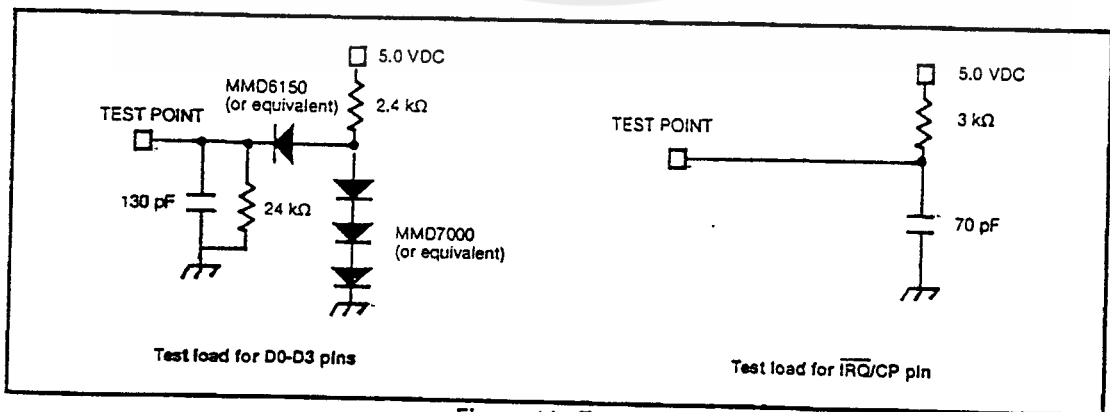 5.0 VDC
MMD6150
(or equivalent)
2.4 kΩ
TEST POINT
130 pF
24 kΩ
MMD7000
(or equivalent)
Test load for D0-D3 pins
5.0 VDC
3 kΩ
TEST POINT
70 pF
Test load for I̅R̅Q̅/CP pin